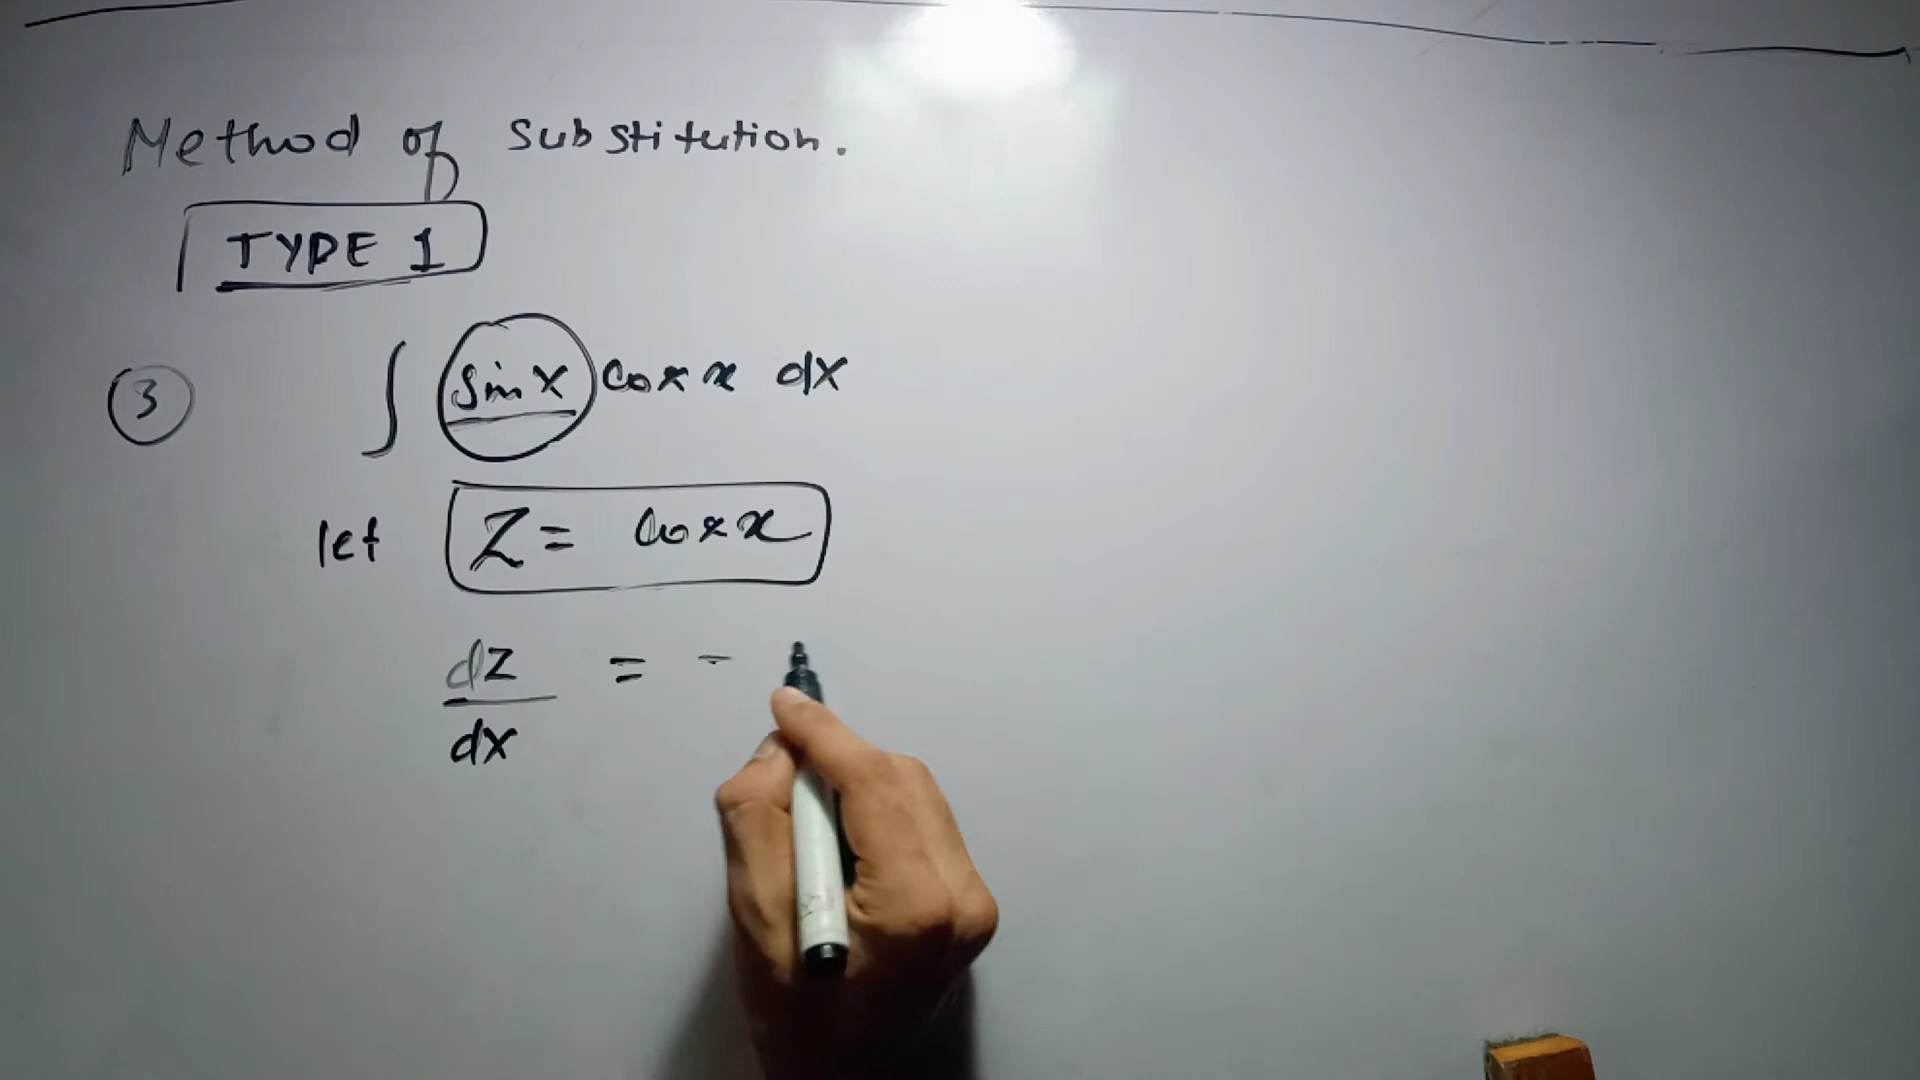 Method of Substitution.
TYPE 1
3 ∫ sin x cos x dx
let Z = cos x
dz/dx = -